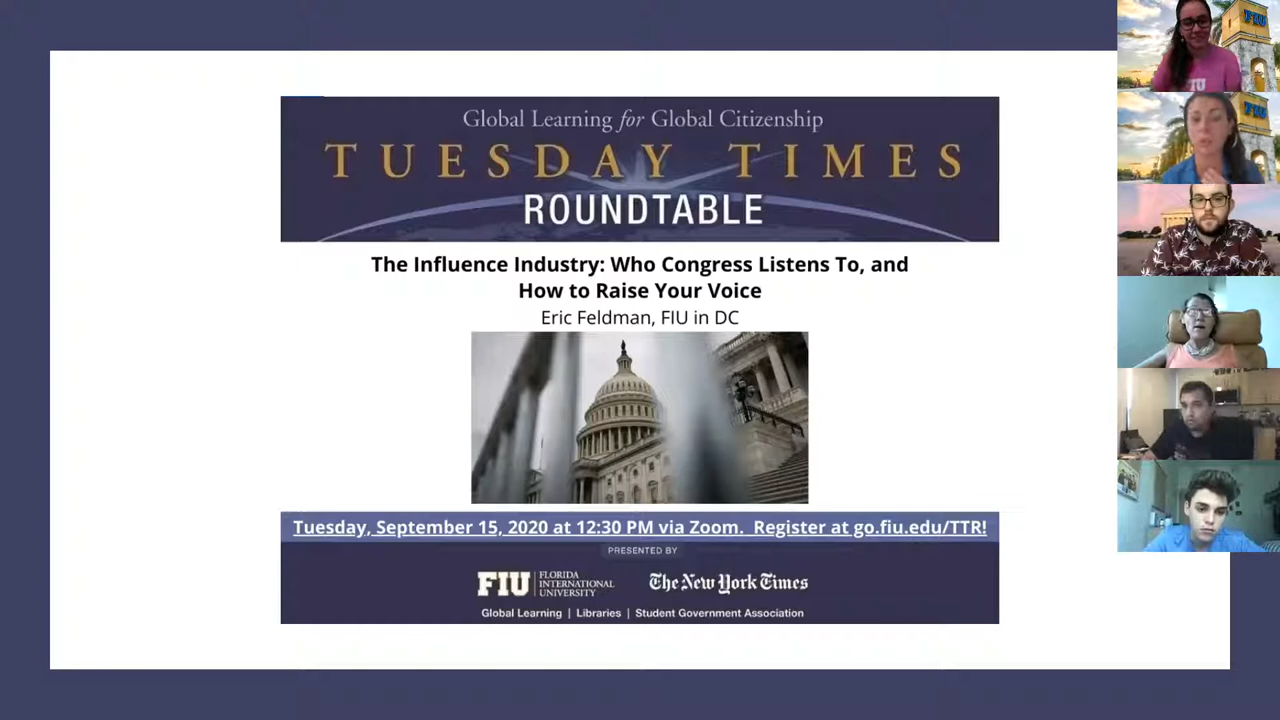 Global Learning for Global Citizenship
TUESDAY TIMES
ROUNDTABLE
The Influence Industry: Who Congress Listens To, and
How to Raise Your Voice
Eric Feldman, FIU in DC
Tuesday, September 15, 2020 at 12:30 PM via Zoom. Register at go.fiu.edu/TTR!
PRESENTED BY
FIU FLORIDA
INTERNATIONAL
UNIVERSITY
The New York Times
Global Learning | Libraries | Student Government Association
FIU
FIU
FIU